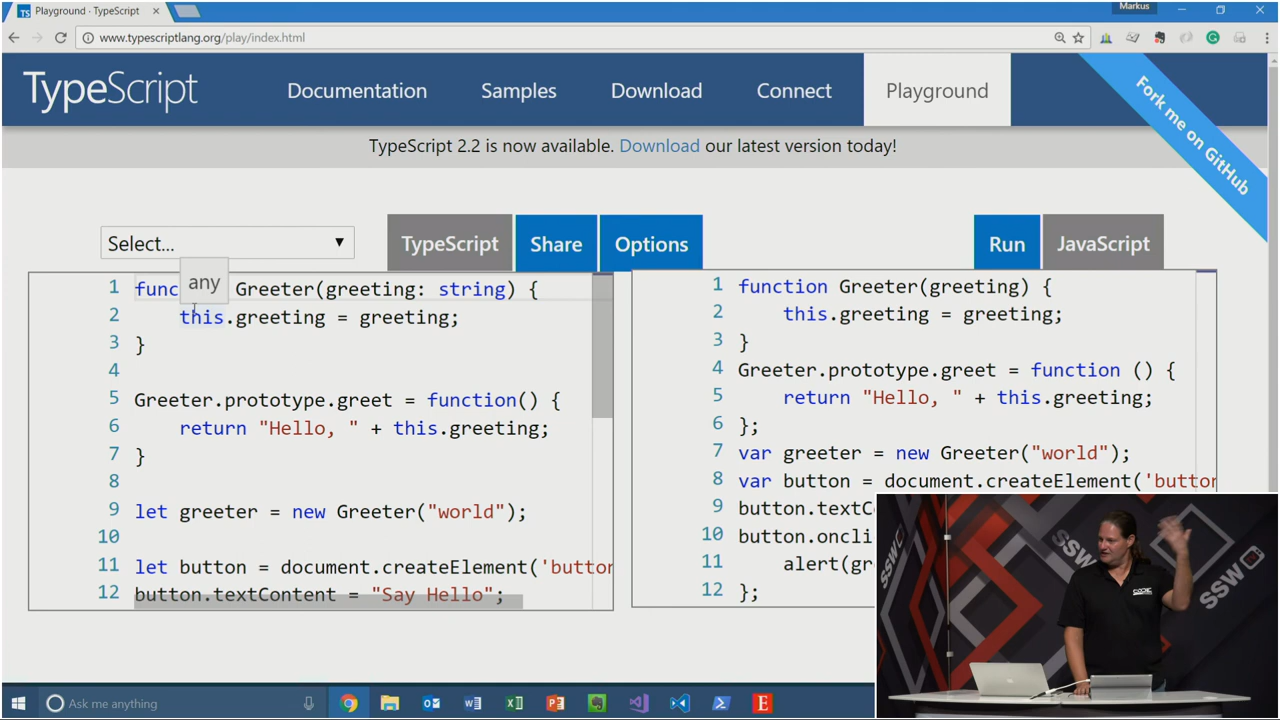 Playground · TypeScript
Markus
www.typescriptlang.org/play/index.html
TypeScript
Documentation
Samples
Download
Connect
Playground
Fork me on GitHub
TypeScript 2.2 is now available. Download our latest version today!
Select...
TypeScript
Share
Options
Run
JavaScript
any
1 func Greeter(greeting: string) {
2 this.greeting = greeting;
3 }
4
5 Greeter.prototype.greet = function() {
6 return "Hello, " + this.greeting;
7 }
8
9 let greeter = new Greeter("world");
10
11 let button = document.createElement('button
12 button.textContent = "Say Hello";
1 function Greeter(greeting) {
2 this.greeting = greeting;
3 }
4 Greeter.prototype.greet = function () {
5 return "Hello, " + this.greeting;
6 };
7 var greeter = new Greeter("world");
8 var button = document.createElement('button
9 button.textC
10 button.oncli
11 alert(gr
12 };
SSW
SSW
SSW
CODE
Ask me anything